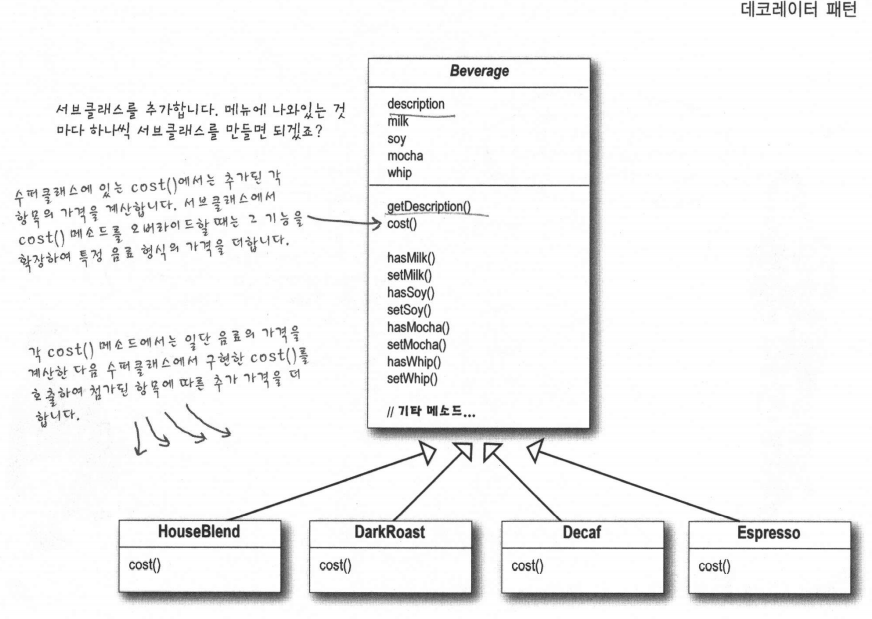 데코레이터 패턴
서브클래스를 추가합니다. 메뉴에 나와있는 것
마다 하나씩 서브클래스를 만들면 되겠죠?
수퍼클래스에 있는 cost()에서는 추가된 각
항목의 가격을 계산합니다. 서브클래스에서
cost() 메소드를 오버라이드할 때는 그 기능을
확장하여 특정 음료 형식의 가격을 더합니다.
각 cost() 메소드에서는 일단 음료의 가격을
계산한 다음 수퍼클래스에서 구현한 cost()를
호출하여 첨가된 항목에 따른 추가 가격을 더
합니다.
Beverage
description
milk
soy
mocha
whip
getDescription()
cost()
hasMilk()
setMilk()
hasSoy()
setSoy()
hasMocha()
setMocha()
hasWhip()
setWhip()
// 기타 메소드...
HouseBlend
cost()
DarkRoast
cost()
Decaf
cost()
Espresso
cost()